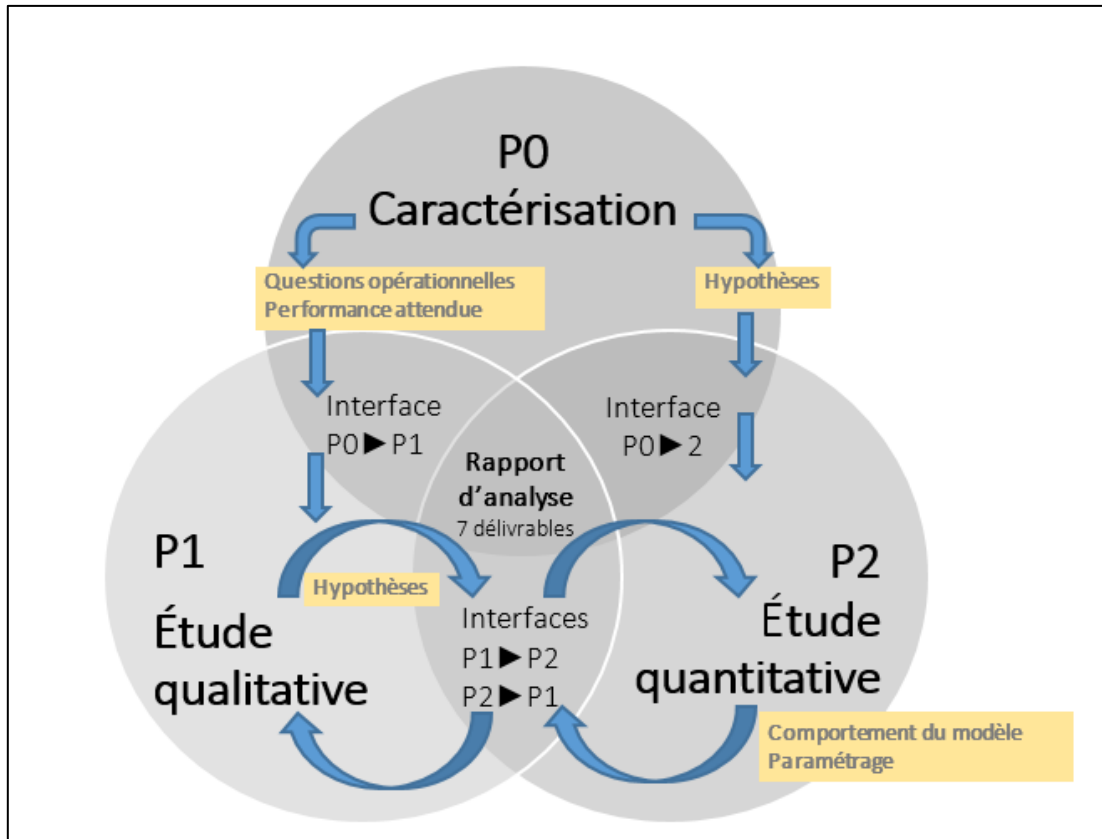 P0
Caractérisation
Questions opérationnelles
Performance attendue
Hypothèses
Interface
P0►P1
Interface
P0►2
Rapport
d’analyse
7 délivrables
P1
Étude
qualitative
Hypothèses
Interfaces
P1►P2
P2►P1
P2
Étude
quantitative
Comportement du modèle
Paramétrage